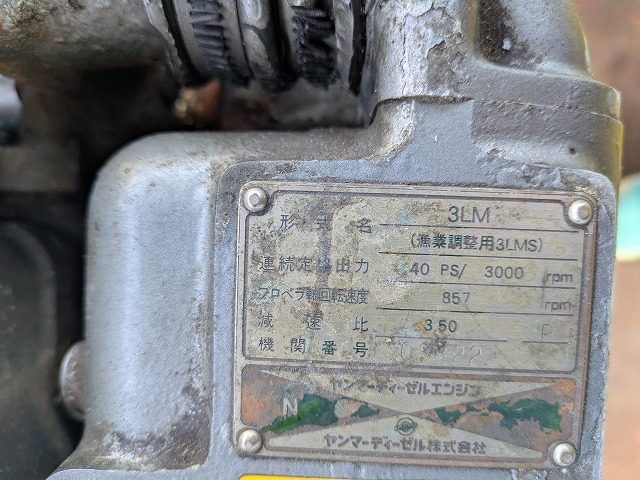 形式名 3LM
(漁業調整用3LMS)
連続定格出力 40 PS/ 3000 rpm
プロペラ軸回転速度 857 rpm
減速比 3.50 P
機関番号
N
ヤンマーディーゼルエンジン
ヤンマーディーゼル株式会社